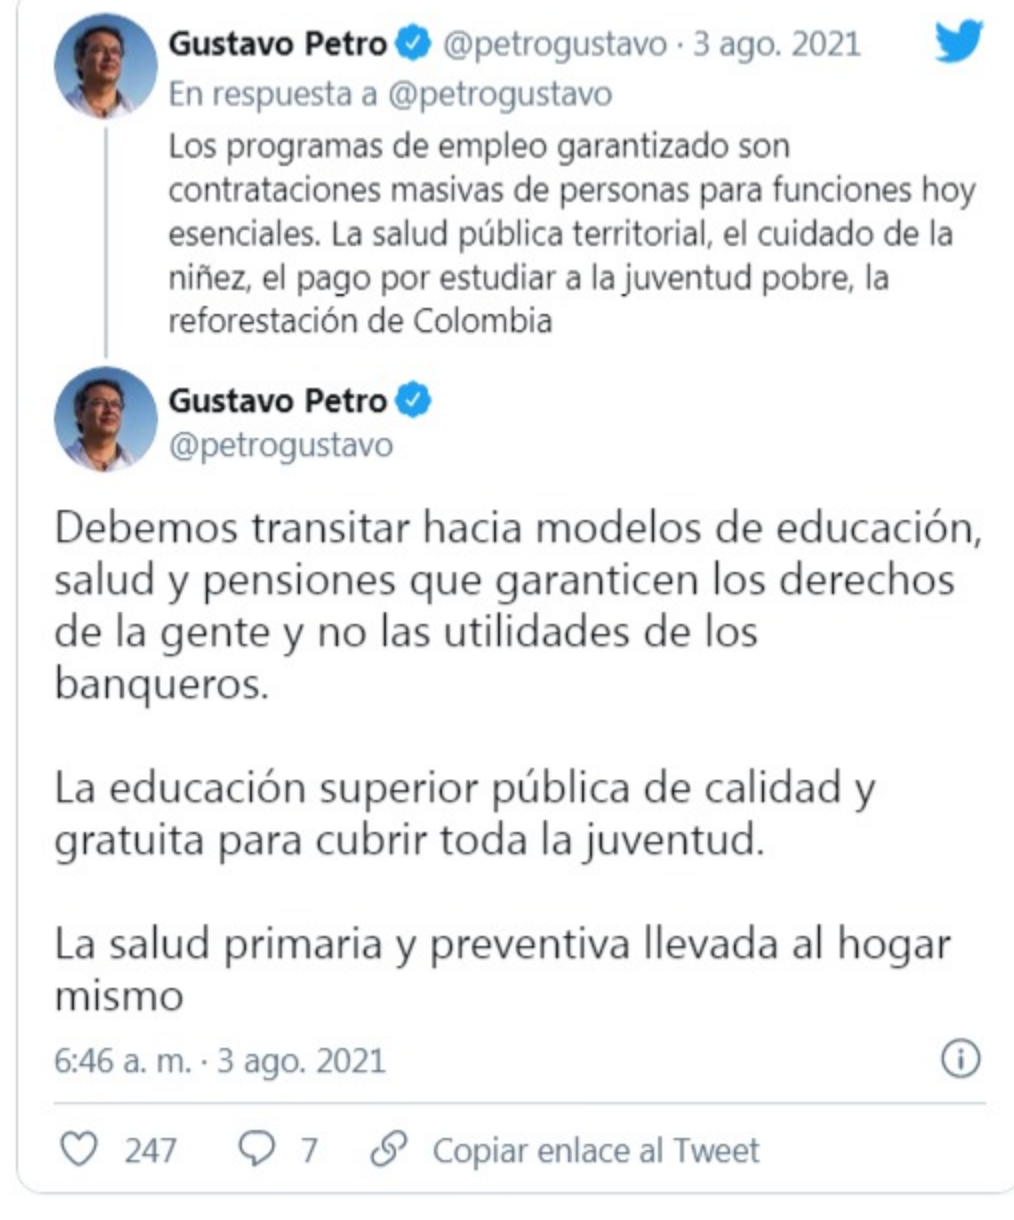 Gustavo Petro @petrogustavo · 3 ago. 2021
En respuesta a @petrogustavo
Los programas de empleo garantizado son
contrataciones masivas de personas para funciones hoy
esenciales. La salud pública territorial, el cuidado de la
niñez, el pago por estudiar a la juventud pobre, la
reforestación de Colombia
Gustavo Petro
@petrogustavo
Debemos transitar hacia modelos de educación,
salud y pensiones que garanticen los derechos
de la gente y no las utilidades de los
banqueros.
La educación superior pública de calidad y
gratuita para cubrir toda la juventud.
La salud primaria y preventiva llevada al hogar
mismo
6:46 a. m. · 3 ago. 2021
247 7 Copiar enlace al Tweet